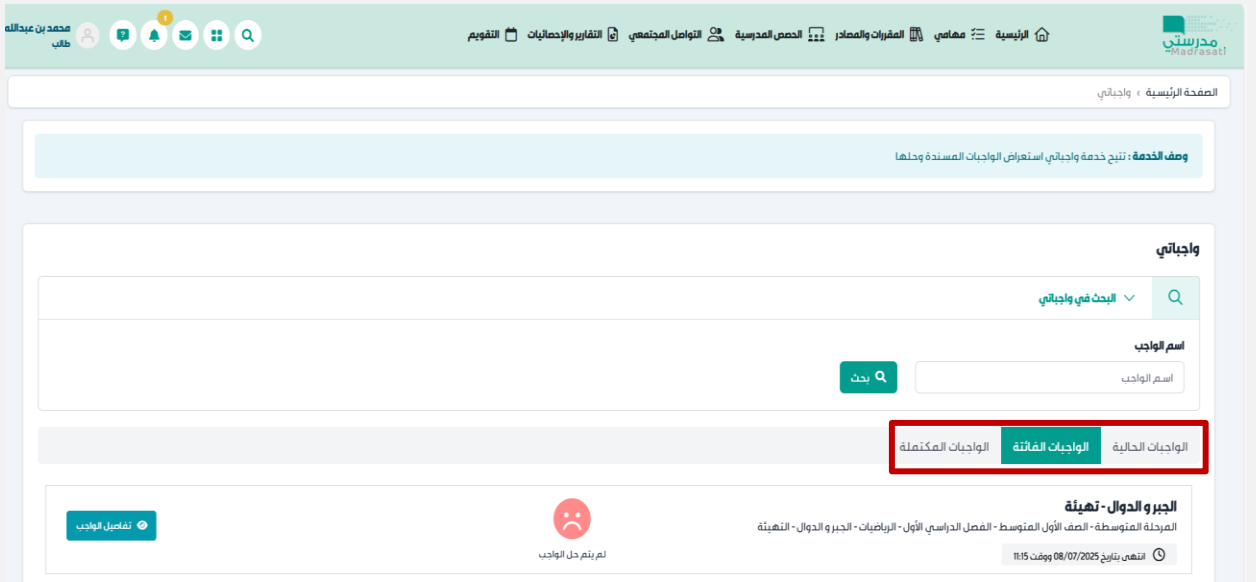 مدرستي
Madrasati
الرئيسية
مهامي
المقررات والمصادر
الحصص المدرسية
التواصل المجتمعي
التقارير والإحصائيات
التقويم
1
محمد بن عبدالله
طالب
الصفحة الرئيسية › واجباتي
وصف الخدمة : تتيح خدمة واجباتي استعراض الواجبات المسندة وحلها
واجباتي
البحث في واجباتي
اسم الواجب
اسم الواجب
بحث
الواجبات الحالية
الواجبات الفائتة
الواجبات المكتملة
الجبر و الدوال - تهيئة
المرحلة المتوسطة - الصف الأول المتوسط - الفصل الدراسي الأول - الرياضيات - الجبر و الدوال - التهيئة
انتهى بتاريخ 08/07/2025 ووقت 11:15
لم يتم حل الواجب
تفاصيل الواجب